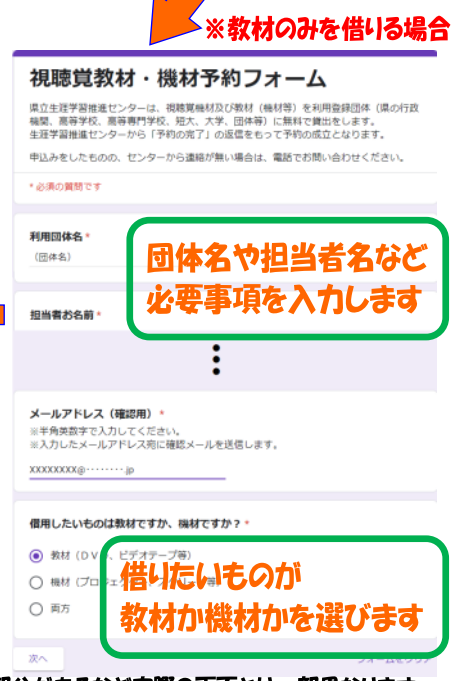 ※教材のみを借りる場合
視聴覚教材・機材予約フォーム
県立生涯学習推進センターは、視聴覚機材及び教材（機材等）を利用登録団体（県の行政
機関、高等学校、高等専門学校、短大、大学、団体等）に無料で貸出をします。
生涯学習推進センターから「予約の完了」の返信をもって予約の成立となります。
申込みをしたものの、センターから連絡が無い場合は、電話でお問い合わせください。
* 必須の質問です
利用団体名 *
（団体名）
団体名や担当者名など
必要事項を入力します
担当者お名前 *
メールアドレス（確認用） *
※半角英数字で入力してください。
※入力したメールアドレス宛に確認メールを送信します。
XXXXXXXX@‥‥‥‥jp
借用したいものは教材ですか、機材ですか？ *
教材（ＤＶ 、ビデオテープ等）
機材（プロジェク
両方
借りたいものが
教材か機材かを選びます
次へ
フォームをクリア